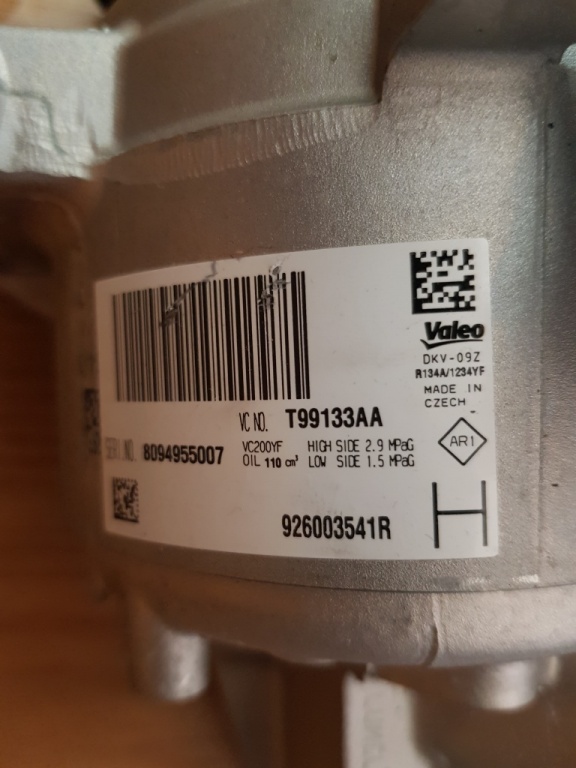 Valeo
DKV-09Z
R134A/1234YF
MADE IN
CZECH
VC NO. T99133AA
SERI.NO. 8094955007
VC200YF HIGH SIDE 2.9 MPaG
OIL 110 cm³ LOW SIDE 1.5 MPaG
AR1
926003541R
H